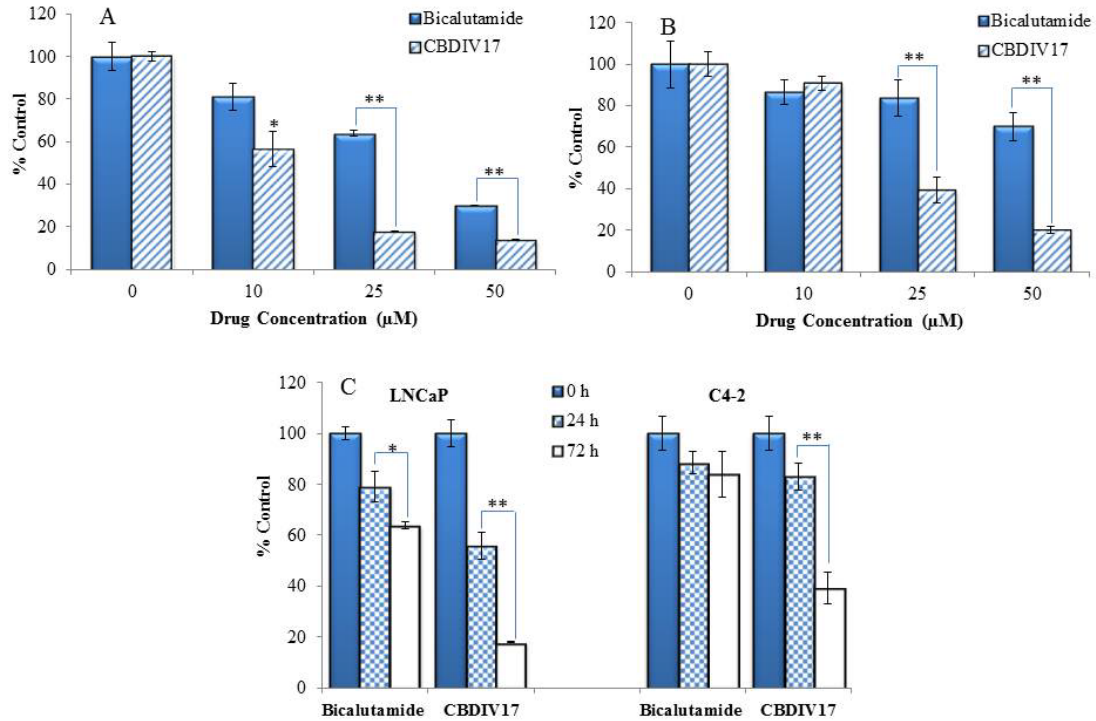 A
Bicalutamide
CBDIV17
120
100
80
60
40
20
0
% Control
*
**
**
0 10 25 50
Drug Concentration (µM)
B
Bicalutamide
CBDIV17
120
100
80
60
40
20
0
% Control
**
**
0 10 25 50
Drug Concentration (µM)
C
LNCaP
0 h
24 h
72 h
C4-2
120
100
80
60
40
20
0
% Control
*
**
**
Bicalutamide CBDIV17 Bicalutamide CBDIV17